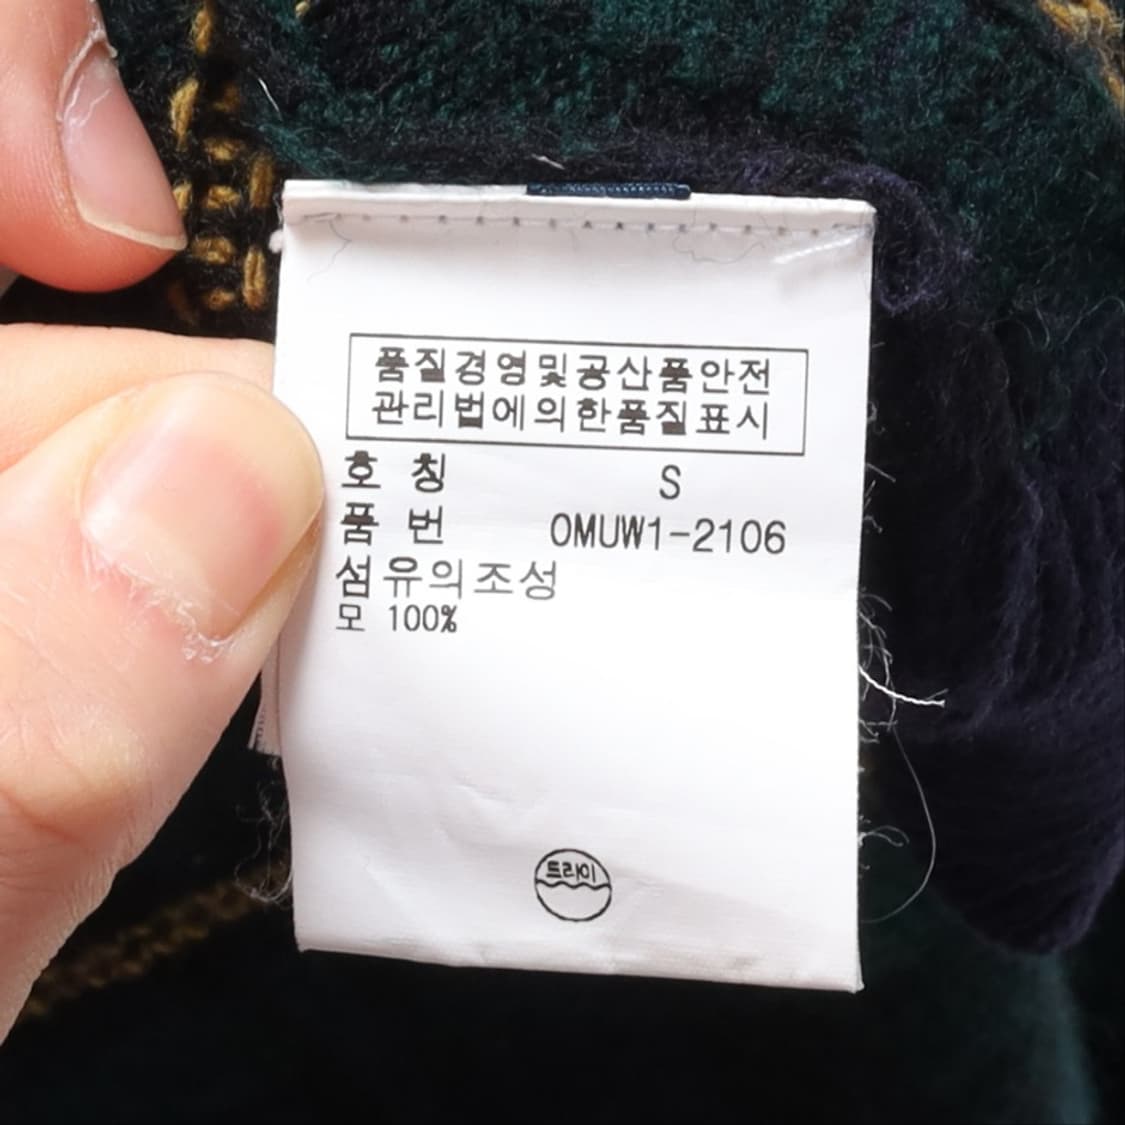 품질경영및공산품안전
관리법에의한품질표시
호 칭 S
품 번 OMUW1-2106
섬유의조성
모 100%
드라이